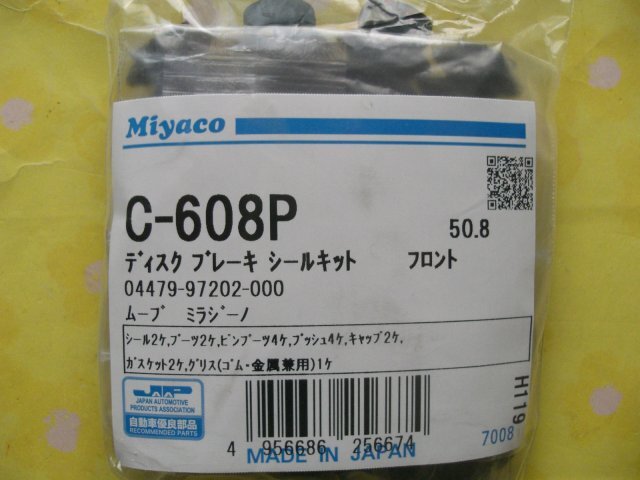 Miyaco
C-608P
50.8
ﾃﾞｨｽｸ ﾌﾞﾚｰｷ ｼｰﾙｷｯﾄ ﾌﾛﾝﾄ
04479-97202-000
ﾑｰﾌﾞ ﾐﾗｼﾞｰﾉ
ｼｰﾙ2ｹ,ﾌﾞｰﾂ2ｹ,ﾋﾟﾝﾌﾞｰﾂ4ｹ,ﾌﾞｯｼｭ4ｹ,ｷｬｯﾌﾟ2ｹ,
ｶﾞｽｹｯﾄ2ｹ,ｸﾞﾘｽ(ｺﾞﾑ･金属兼用)1ｹ
JAPA
JAPAN AUTOMOTIVE
PRODUCTS ASSOCIATION
自動車優良部品
RECOMMENDED PARTS
4 956686 256674
H119
7008
MADE IN JAPAN